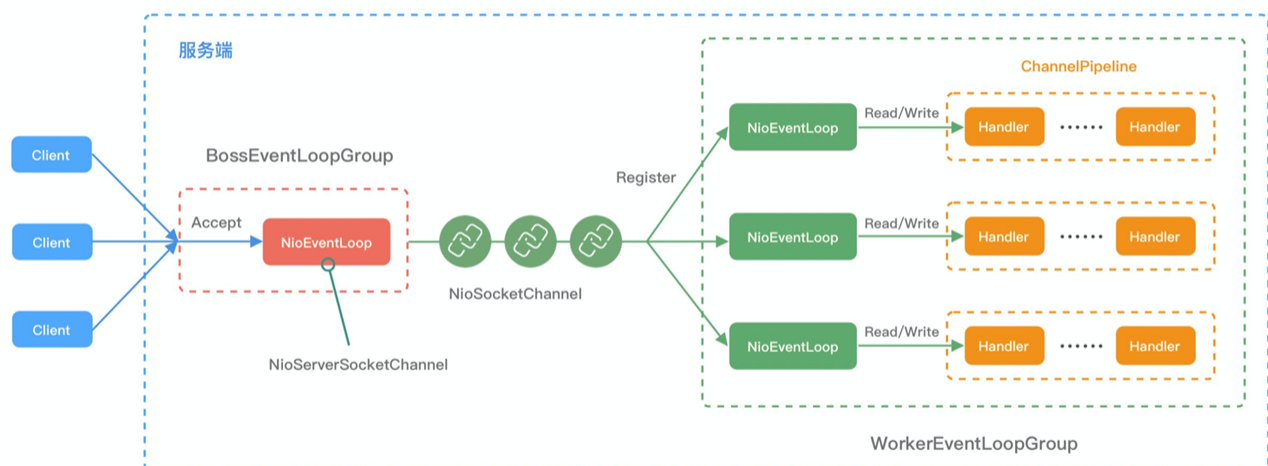 服务端
ChannelPipeline
NioEventLoop
Read/Write
Handler
Handler
Client
BossEventLoopGroup
Register
Accept
NioEventLoop
Client
NioEventLoop
Read/Write
Handler
Handler
NioSocketChannel
Client
NioServerSocketChannel
NioEventLoop
Read/Write
Handler
Handler
WorkerEventLoopGroup